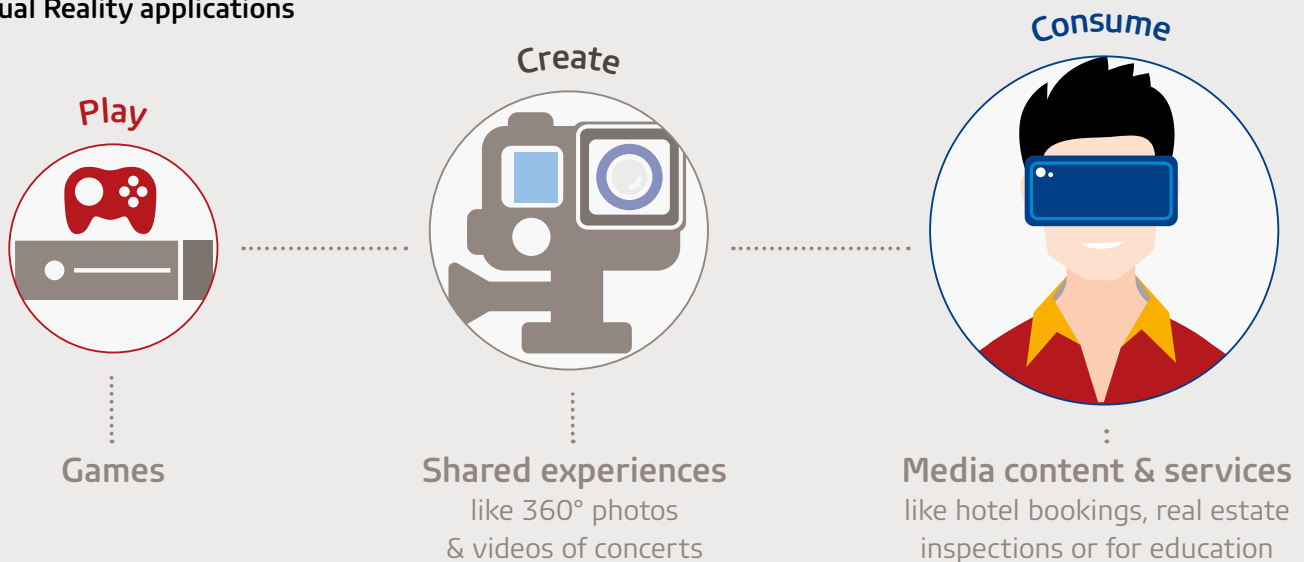 ual Reality applications
Play
Create
Consume
Games
Shared experiences
like 360° photos
& videos of concerts
Media content & services
like hotel bookings, real estate
inspections or for education